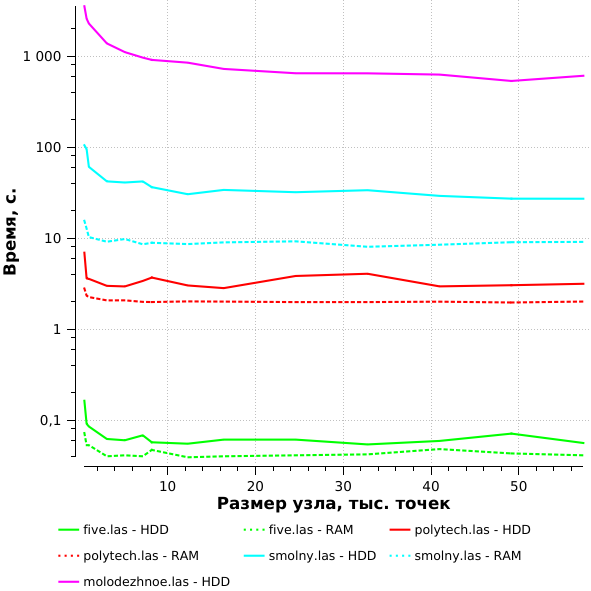 1 000
100
10
1
0,1
Время, с.
10 20 30 40 50
Размер узла, тыс. точек
five.las - HDD five.las - RAM polytech.las - HDD
polytech.las - RAM smolny.las - HDD smolny.las - RAM
molodezhnoe.las - HDD